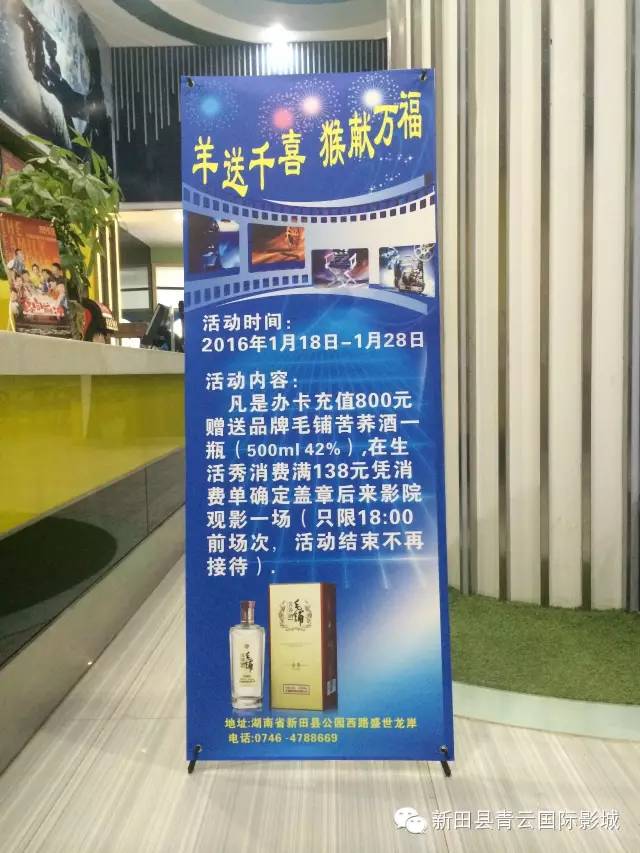 羊送千喜 猴献万福
活动时间：
2016年1月18日-1月28日
活动内容：
凡是办卡充值800元
赠送品牌毛铺苦荞酒一
瓶（500ml 42%）,在生
活秀消费满138元凭消
费单确定盖章后来影院
观影一场（只限18:00
前场次，活动结束不再
接待）.
毛铺
毛铺
地址:湖南省新田县公园西路盛世龙岸
电话:0746 -4788669
新田县青云国际影城